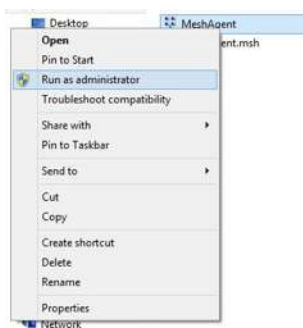 Desktop
MeshAgent
Open
ent.msh
Pin to Start
Run as administrator
Troubleshoot compatibility
Share with
Pin to Taskbar
Send to
Cut
Copy
Create shortcut
Delete
Rename
Properties
Network